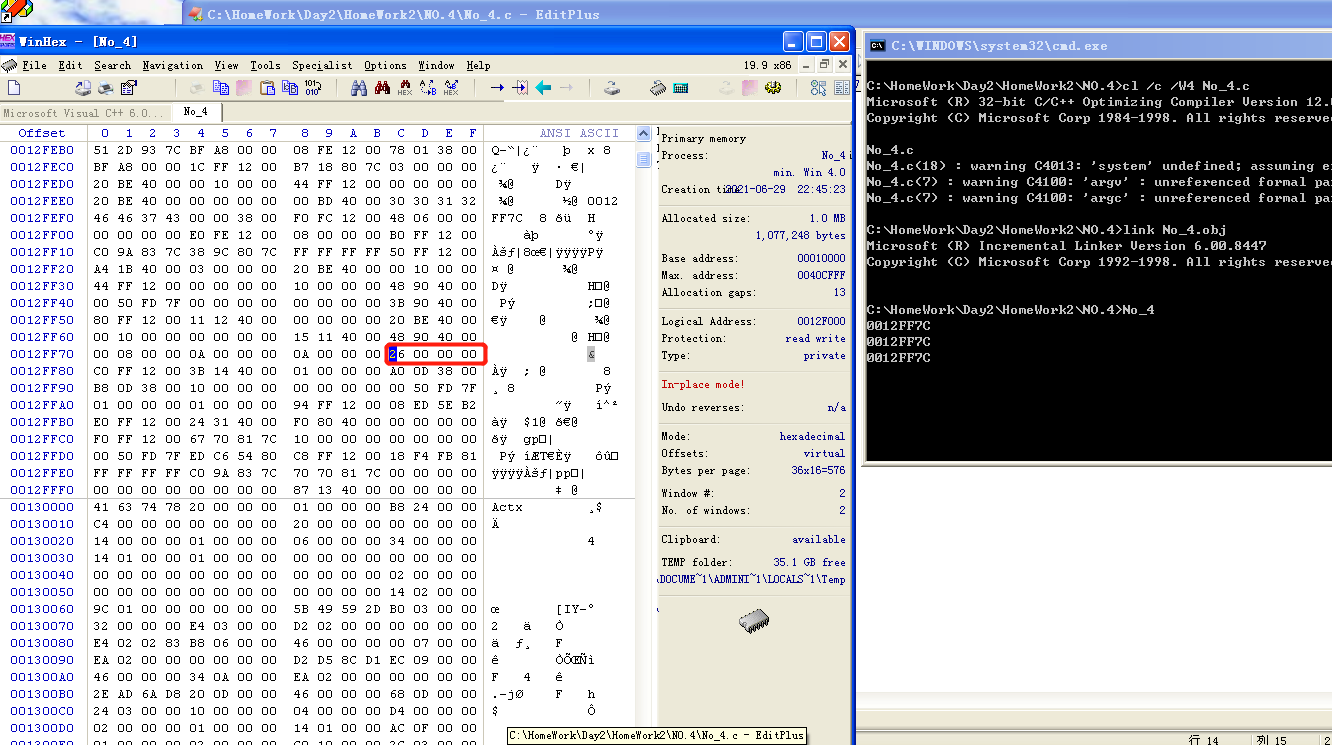 C:\HomeWork\Day2\HomeWork2\NO.4\No_4.c - EditPlus
WinHex - [No_4]
File Edit Search Navigation View Tools Specialist Options Window Help
19.9 x86
Microsoft Visual C++ 6.0...
No_4
Offset 0 1 2 3 4 5 6 7 8 9 A B C D E F ANSI ASCII
0012FEB0 51 2D 93 7C BF A8 00 00 08 FE 12 00 78 01 38 00
0012FEC0 BF A8 00 00 1C FF 12 00 B7 18 80 7C 03 00 00 00
0012FED0 20 BE 40 00 00 10 00 00 44 FF 12 00 00 00 00 00
0012FEE0 20 BE 40 00 00 00 00 00 00 BD 40 00 30 30 31 32
0012FEF0 46 46 37 43 00 00 38 00 F0 FC 12 00 48 06 00 00
0012FF00 00 00 00 00 E0 FE 12 00 08 00 00 00 B0 FF 12 00
0012FF10 C0 9A 83 7C 38 9C 80 7C FF FF FF FF 50 FF 12 00
0012FF20 A4 1B 40 00 03 00 00 00 20 BE 40 00 00 10 00 00
0012FF30 44 FF 12 00 00 00 00 00 10 00 00 00 48 90 40 00
0012FF40 00 50 FD 7F 00 00 00 00 00 00 00 00 3B 90 40 00
0012FF50 80 FF 12 00 11 12 40 00 00 00 00 00 20 BE 40 00
0012FF60 00 10 00 00 00 00 00 00 15 11 40 00 48 90 40 00
0012FF70 00 08 00 00 0A 00 00 00 0A 00 00 00 26 00 00 00 &
0012FF80 C0 FF 12 00 3B 14 40 00 01 00 00 00 A0 0D 38 00
0012FF90 B8 0D 38 00 10 00 00 00 00 00 00 00 00 50 FD 7F
0012FFA0 01 00 00 00 01 00 00 00 94 FF 12 00 08 ED 5E B2
0012FFB0 E0 FF 12 00 24 31 40 00 F0 80 40 00 00 00 00 00
0012FFC0 F0 FF 12 00 67 70 81 7C 10 00 00 00 00 00 00 00
0012FFD0 00 50 FD 7F ED C6 54 80 C8 FF 12 00 18 F4 FB 81
0012FFE0 FF FF FF FF C0 9A 83 7C 70 70 81 7C 00 00 00 00
0012FFF0 00 00 00 00 00 00 00 00 87 13 40 00 00 00 00 00
00130000 41 63 74 78 20 00 00 00 01 00 00 00 B8 24 00 00
00130010 C4 00 00 00 00 00 00 00 20 00 00 00 00 00 00 00
00130020 14 00 00 00 01 00 00 00 06 00 00 00 34 00 00 00
00130030 14 01 00 00 01 00 00 00 00 00 00 00 00 00 00 00
00130040 00 00 00 00 00 00 00 00 00 00 00 00 02 00 00 00
00130050 00 00 00 00 00 00 00 00 00 00 00 00 14 02 00 00
00130060 9C 01 00 00 00 00 00 00 5B 49 59 2D B0 03 00 00
00130070 32 00 00 00 E4 03 00 00 D2 02 00 00 00 00 00 00
00130080 E4 02 02 83 B8 06 00 00 46 00 00 00 00 07 00 00
00130090 EA 02 00 00 00 00 00 00 D2 D5 8C D1 EC 09 00 00
001300A0 46 00 00 00 34 0A 00 00 EA 02 00 00 00 00 00 00
001300B0 2E AD 6A D8 20 0D 00 00 46 00 00 00 68 0D 00 00
001300C0 24 03 00 00 10 00 00 00 04 00 00 00 D4 00 00 00
001300D0 02 00 00 00 01 00 00 00 14 01 00 00 AC 0F 00 00
Primary memory
Process: No_4
min. Win 4.0
Creation time 2021-06-29 22:45:23
Allocated size: 1.0 MB
1,077,248 bytes
Base address: 00010000
Max. address: 0040CFFF
Allocation gaps: 13
Logical Address: 0012F000
Protection: read write
Type: private
In-place mode!
Undo reverses: n/a
Mode: hexadecimal
Offsets: virtual
Bytes per page: 36x16=576
Window #: 2
No. of windows: 2
Clipboard: available
TEMP folder: 35.1 GB free
\DOCUME~1\ADMINI~1\LOCALS~1\Temp
C:\HomeWork\Day2\HomeWork2\NO.4\No_4.c - EditPlus
C:\WINDOWS\system32\cmd.exe
C:\HomeWork\Day2\HomeWork2\NO.4>cl /c /W4 No_4.c
Microsoft (R) 32-bit C/C++ Optimizing Compiler Version 12.
Copyright (C) Microsoft Corp 1984-1998. All rights reserve
No_4.c
No_4.c(18) : warning C4013: 'system' undefined; assuming e
No_4.c(7) : warning C4100: 'argv' : unreferenced formal pa
No_4.c(7) : warning C4100: 'argc' : unreferenced formal pa
C:\HomeWork\Day2\HomeWork2\NO.4>link No_4.obj
Microsoft (R) Incremental Linker Version 6.00.8447
Copyright (C) Microsoft Corp 1992-1998. All rights reserve
C:\HomeWork\Day2\HomeWork2\NO.4>No_4
0012FF7C
0012FF7C
0012FF7C
行 14 列 15 2